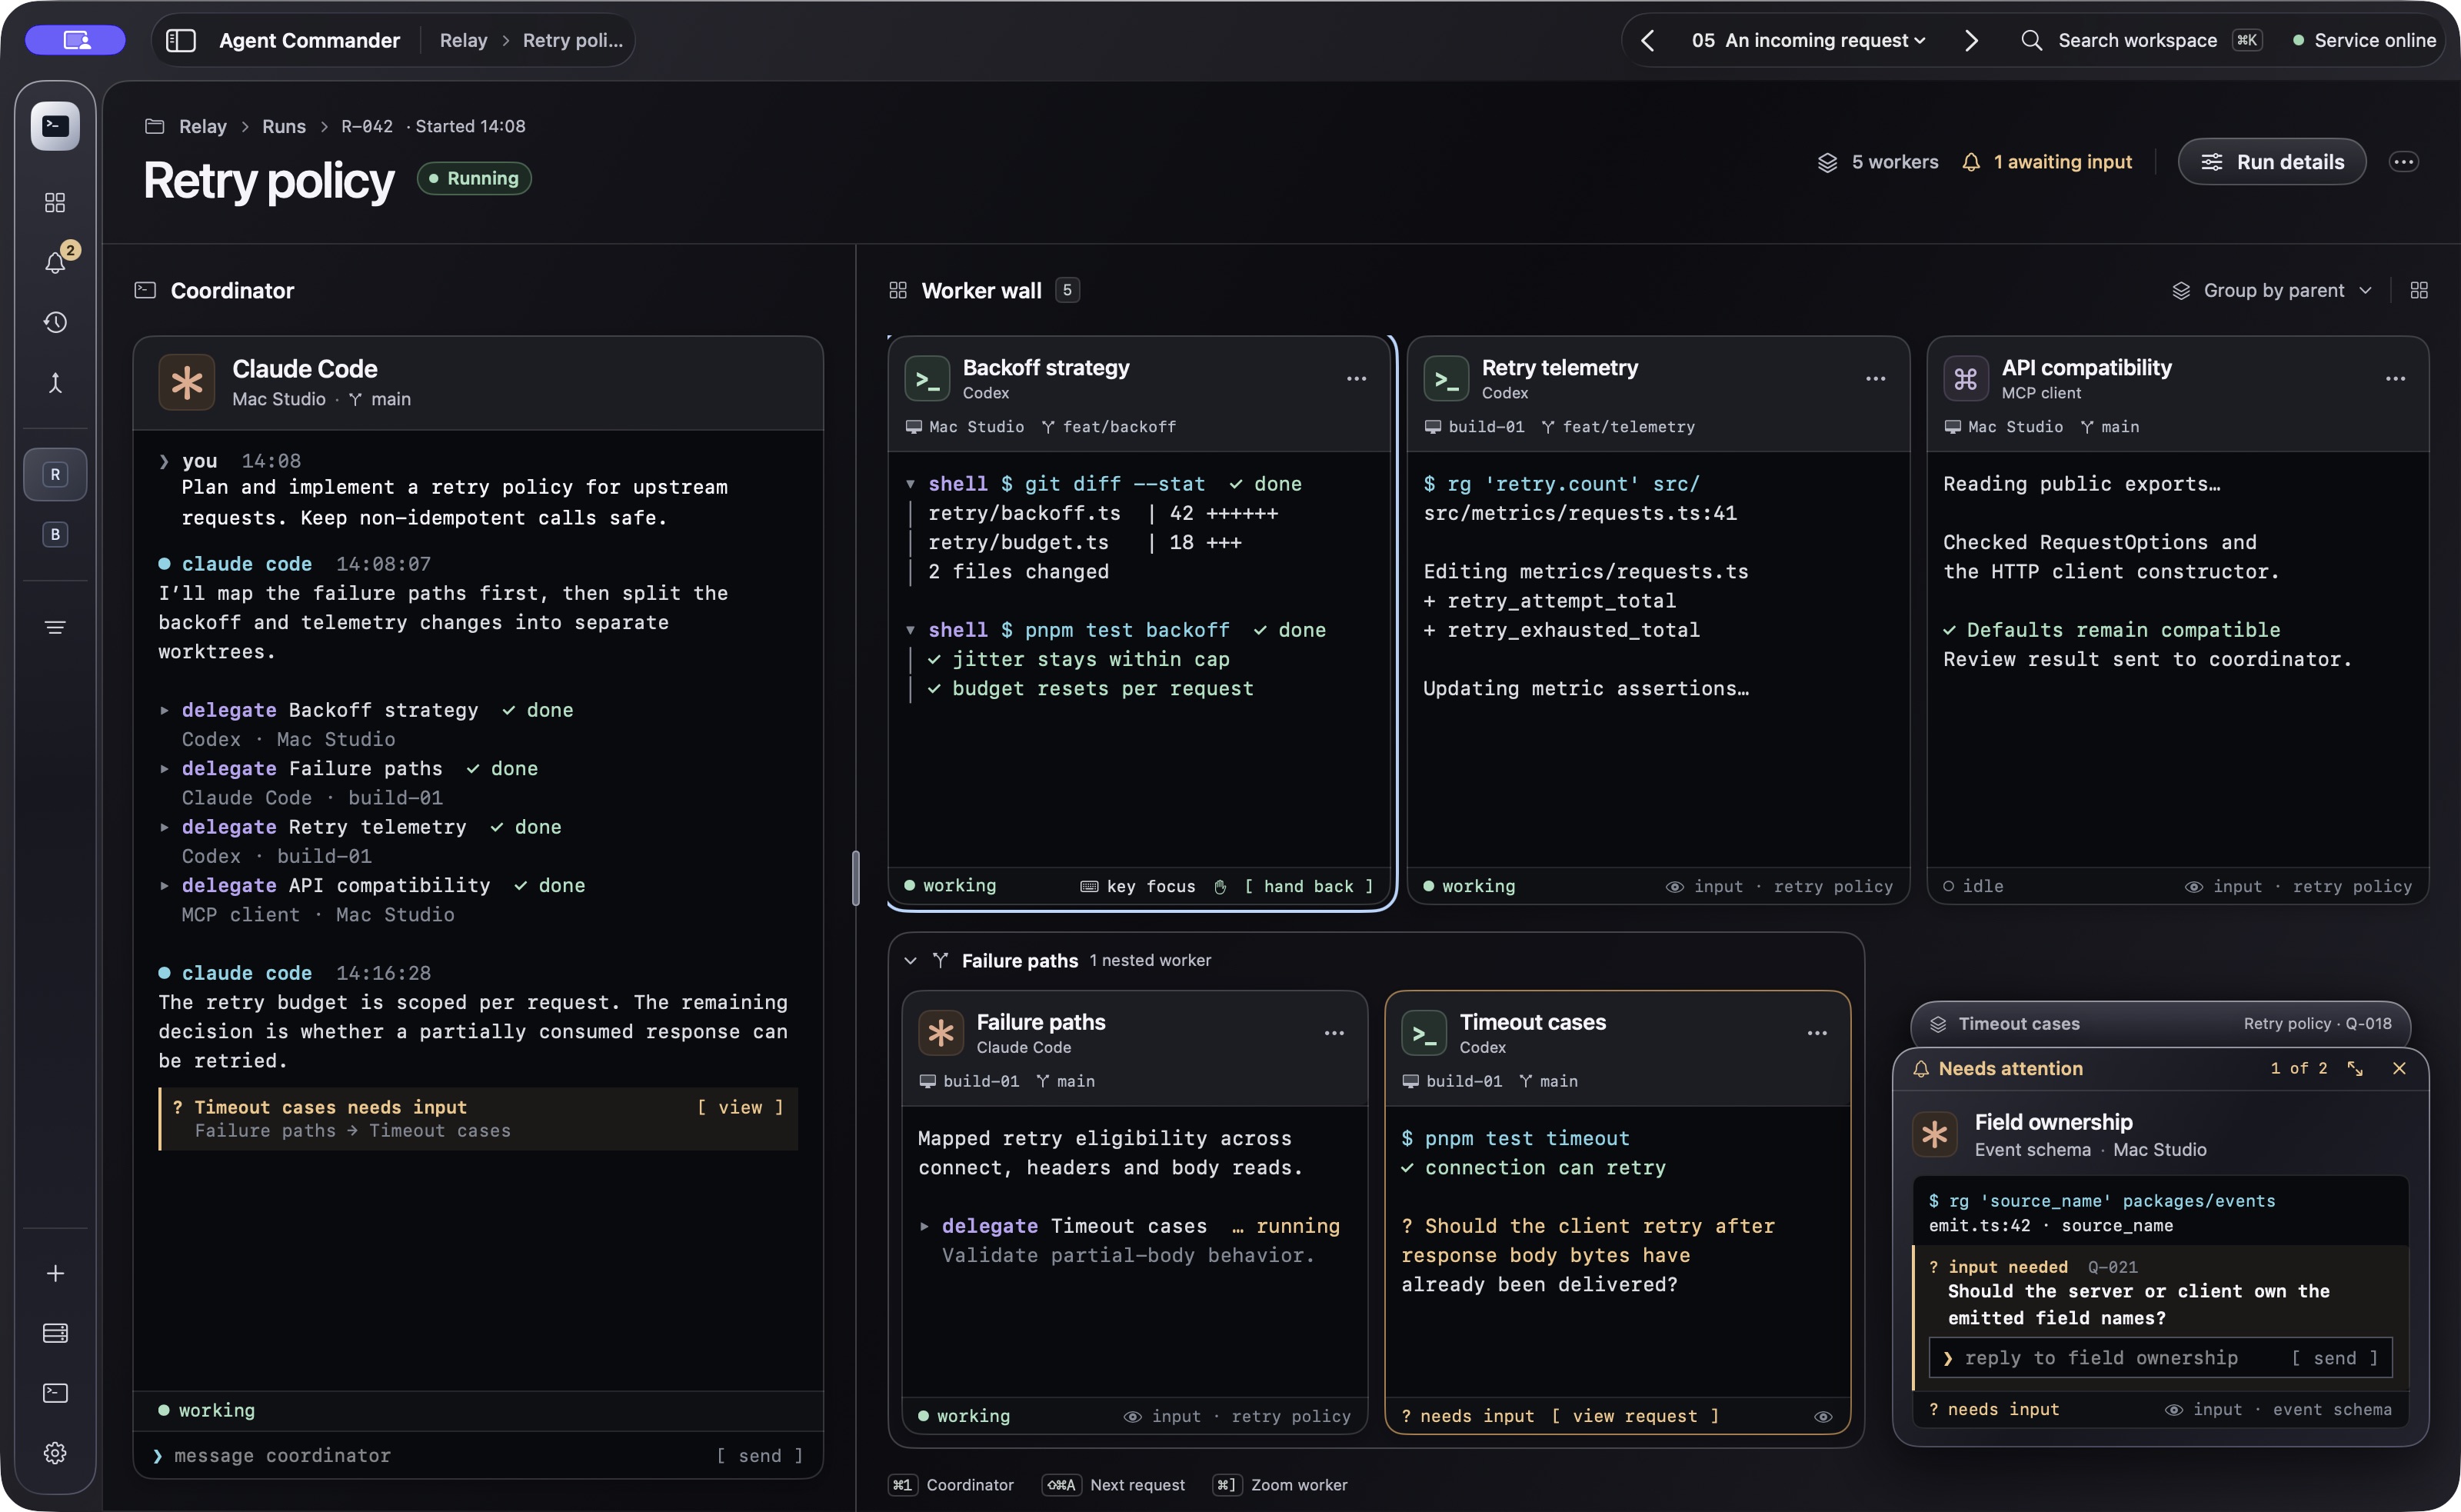 Agent Commander
Relay > Retry poli...
05 An incoming request
Search workspace ⌘K
Service online
2
R
B
Relay > Runs > R-042 · Started 14:08
Retry policy
Running
5 workers
1 awaiting input
Run details
Coordinator
Claude Code
Mac Studio · main
❯ you 14:08
Plan and implement a retry policy for upstream
requests. Keep non-idempotent calls safe.
claude code 14:08:07
I’ll map the failure paths first, then split the
backoff and telemetry changes into separate
worktrees.
▸ delegate Backoff strategy ✓ done
Codex · Mac Studio
▸ delegate Failure paths ✓ done
Claude Code · build-01
▸ delegate Retry telemetry ✓ done
Codex · build-01
▸ delegate API compatibility ✓ done
MCP client · Mac Studio
claude code 14:16:28
The retry budget is scoped per request. The remaining
decision is whether a partially consumed response can
be retried.
? Timeout cases needs input [ view ]
Failure paths → Timeout cases
working
❯ message coordinator [ send ]
Worker wall 5
Group by parent
Backoff strategy
Codex
Mac Studio feat/backoff
▾ shell $ git diff --stat ✓ done
retry/backoff.ts | 42 ++++++
retry/budget.ts | 18 +++
2 files changed
▾ shell $ pnpm test backoff ✓ done
✓ jitter stays within cap
✓ budget resets per request
working key focus [ hand back ]
Retry telemetry
Codex
build-01 feat/telemetry
$ rg 'retry.count' src/
src/metrics/requests.ts:41
Editing metrics/requests.ts
+ retry_attempt_total
+ retry_exhausted_total
Updating metric assertions…
working input · retry policy
API compatibility
MCP client
Mac Studio main
Reading public exports…
Checked RequestOptions and
the HTTP client constructor.
✓ Defaults remain compatible
Review result sent to coordinator.
idle input · retry policy
Failure paths 1 nested worker
Failure paths
Claude Code
build-01 main
Mapped retry eligibility across
connect, headers and body reads.
▸ delegate Timeout cases … running
Validate partial-body behavior.
working input · retry policy
Timeout cases
Codex
build-01 main
$ pnpm test timeout
✓ connection can retry
? Should the client retry after
response body bytes have
already been delivered?
? needs input [ view request ]
Timeout cases Retry policy · Q-018
Needs attention 1 of 2
Field ownership
Event schema · Mac Studio
$ rg 'source_name' packages/events
emit.ts:42 · source_name
? input needed Q-021
Should the server or client own the
emitted field names?
❯ reply to field ownership [ send ]
? needs input input · event schema
⌘1 Coordinator ⇧⌘A Next request ⌘] Zoom worker